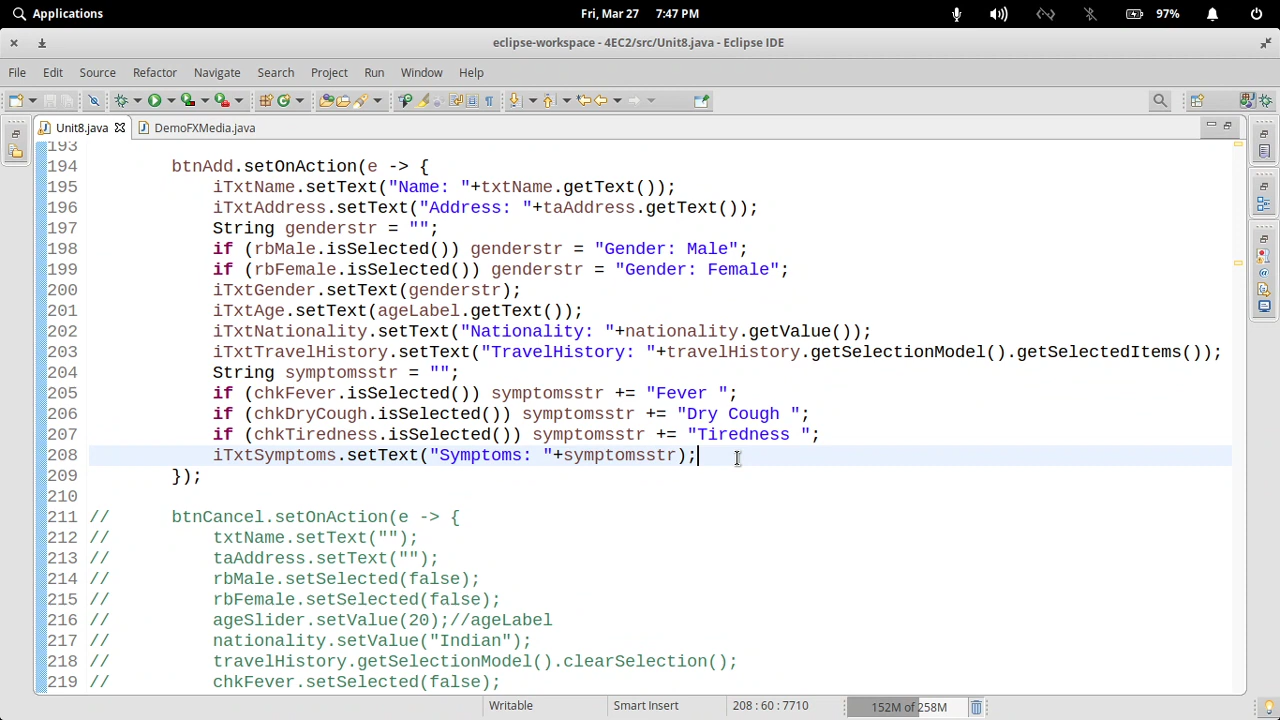 Applications
Fri, Mar 27 7:47 PM
97%
eclipse-workspace - 4EC2/src/Unit8.java - Eclipse IDE
File Edit Source Refactor Navigate Search Project Run Window Help
Unit8.java DemoFXMedia.java
193
194 btnAdd.setOnAction(e -> {
195 iTxtName.setText("Name: "+txtName.getText());
196 iTxtAddress.setText("Address: "+taAddress.getText());
197 String genderstr = "";
198 if (rbMale.isSelected()) genderstr = "Gender: Male";
199 if (rbFemale.isSelected()) genderstr = "Gender: Female";
200 iTxtGender.setText(genderstr);
201 iTxtAge.setText(ageLabel.getText());
202 iTxtNationality.setText("Nationality: "+nationality.getValue());
203 iTxtTravelHistory.setText("TravelHistory: "+travelHistory.getSelectionModel().getSelectedItems());
204 String symptomsstr = "";
205 if (chkFever.isSelected()) symptomsstr += "Fever ";
206 if (chkDryCough.isSelected()) symptomsstr += "Dry Cough ";
207 if (chkTiredness.isSelected()) symptomsstr += "Tiredness ";
208 iTxtSymptoms.setText("Symptoms: "+symptomsstr);
209 });
210
211 // btnCancel.setOnAction(e -> {
212 // txtName.setText("");
213 // taAddress.setText("");
214 // rbMale.setSelected(false);
215 // rbFemale.setSelected(false);
216 // ageSlider.setValue(20);//ageLabel
217 // nationality.setValue("Indian");
218 // travelHistory.getSelectionModel().clearSelection();
219 // chkFever.setSelected(false);
Writable Smart Insert 208 : 60 : 7710 152M of 258M